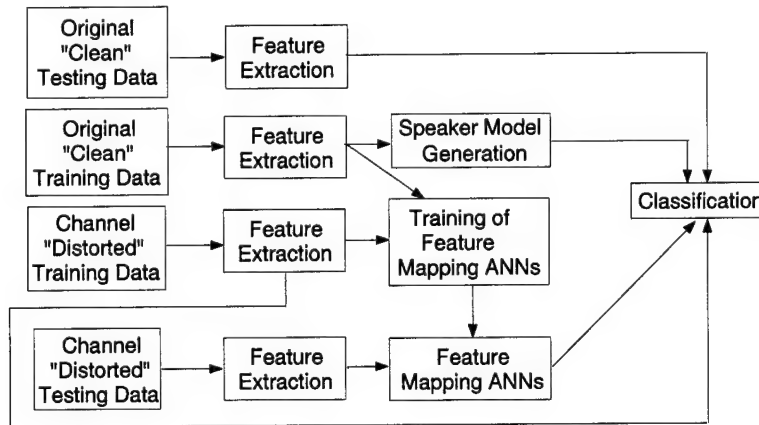 Original
"Clean"
Testing Data
Feature
Extraction
Original
"Clean"
Training Data
Feature
Extraction
Speaker Model
Generation
Classification
Channel
"Distorted"
Training Data
Feature
Extraction
Training of
Feature
Mapping ANNs
Channel
"Distorted"
Testing Data
Feature
Extraction
Feature
Mapping ANNs